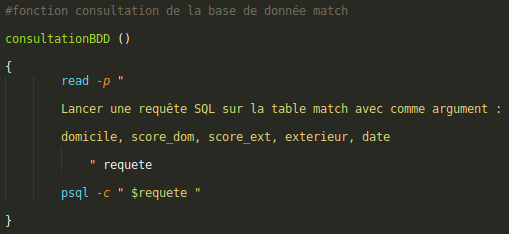 #fonction consultation de la base de donnée match
consultationBDD ()
{
read -p "
Lancer une requête SQL sur la table match avec comme argument :
domicile, score_dom, score_ext, exterieur, date
" requete
psql -c " $requete "
}